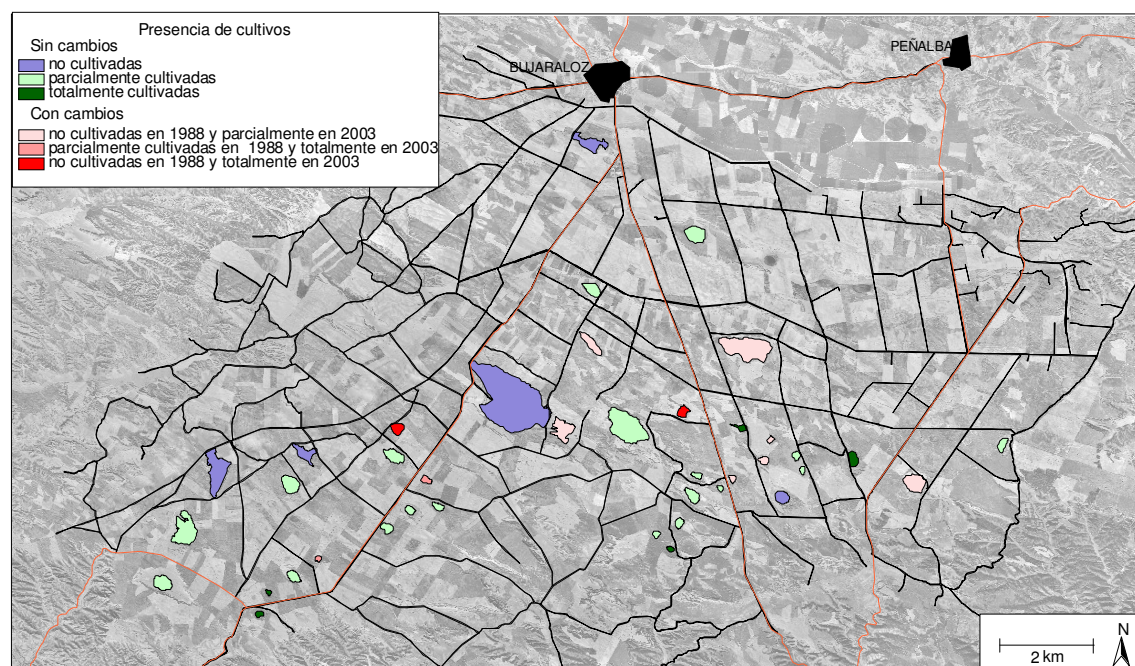 Presencia de cultivos
Sin cambios
no cultivadas
parcialmente cultivadas
totalmente cultivadas
Con cambios
no cultivadas en 1988 y parcialmente en 2003
parcialmente cultivadas en 1988 y totalmente en 2003
no cultivadas en 1988 y totalmente en 2003
BUJARALOZ
PEÑALBA
N
2 km